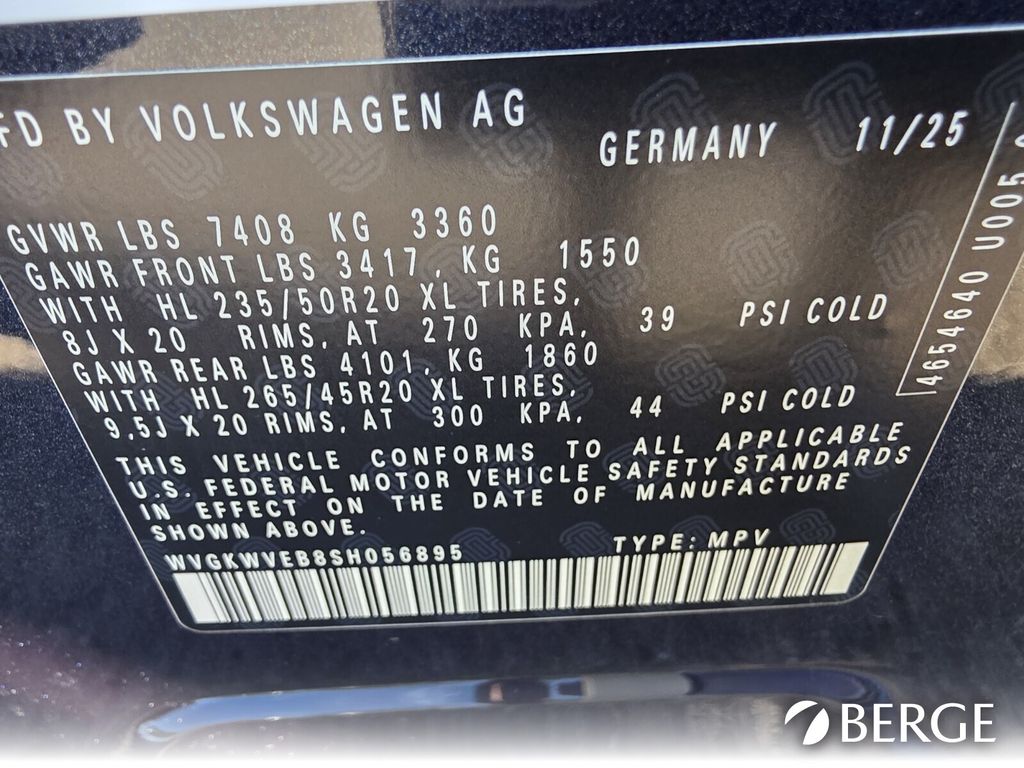 FD BY VOLKSWAGEN AG
GERMANY 11/25
GVWR LBS 7408 KG 3360
GAWR FRONT LBS 3417, KG 1550
WITH HL 235/50R20 XL TIRES,
8J X 20 RIMS, AT 270 KPA, 39 PSI COLD
GAWR REAR LBS 4101, KG 1860
WITH HL 265/45R20 XL TIRES,
9,5J X 20 RIMS, AT 300 KPA, 44 PSI COLD
THIS VEHICLE CONFORMS TO ALL APPLICABLE
U.S. FEDERAL MOTOR VEHICLE SAFETY STANDARDS
IN EFFECT ON THE DATE OF MANUFACTURE
SHOWN ABOVE.
WVGKWVEB8SH056895 TYPE: MPV
4654640 U005
BERGE